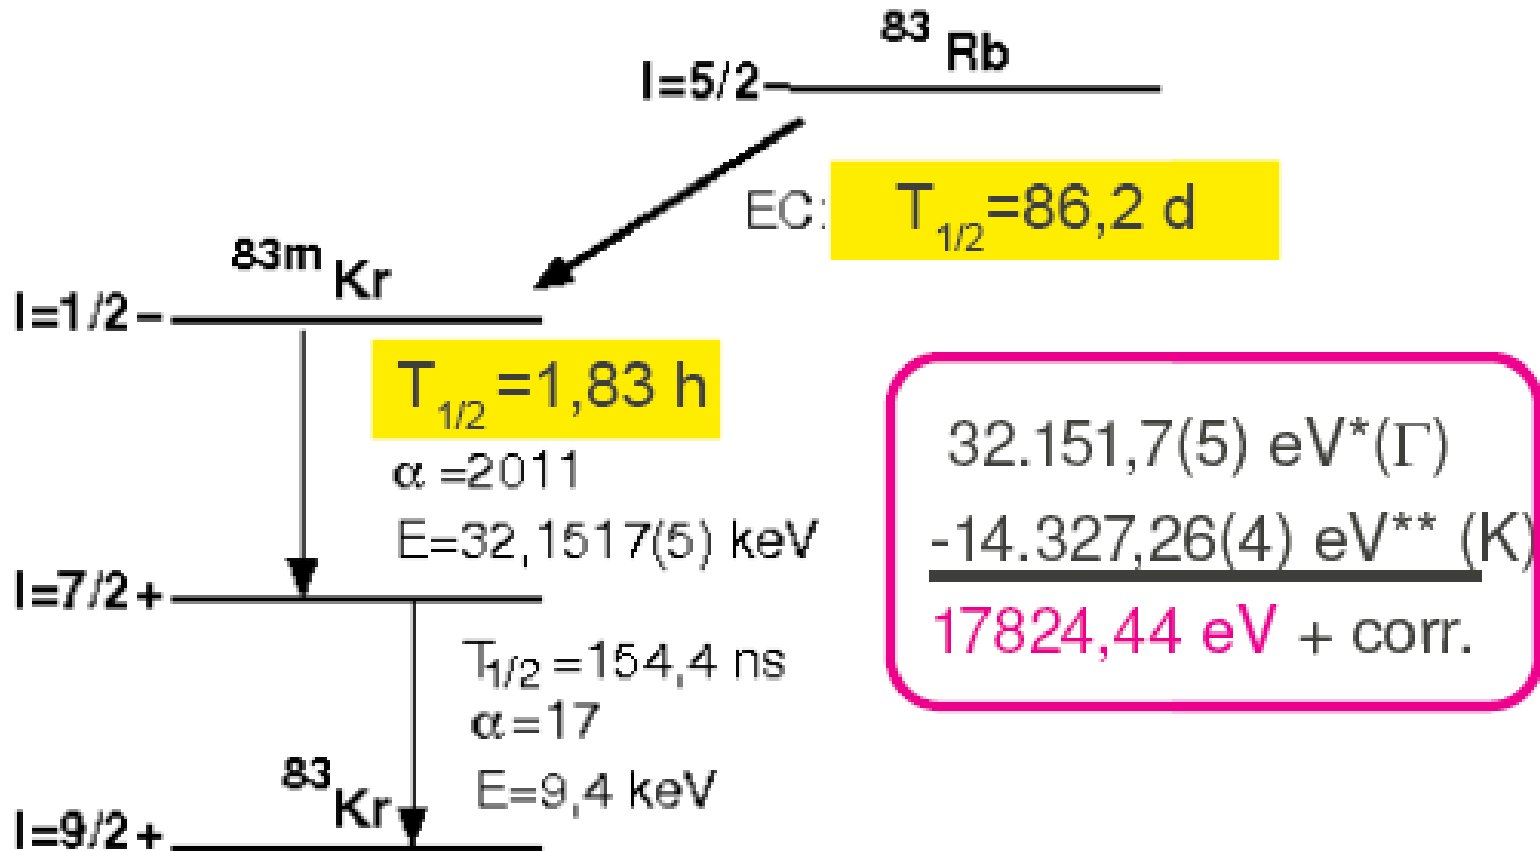 83 Rb
I=5/2-
EC: T1/2=86,2 d
83m Kr
I=1/2-
T1/2=1,83 h
α=2011
E=32,1517(5) keV
I=7/2+
T1/2=154,4 ns
α=17
E=9,4 keV
83 Kr
I=9/2+
32.151,7(5) eV*(Γ)
-14.327,26(4) eV** (K)
17824,44 eV + corr.